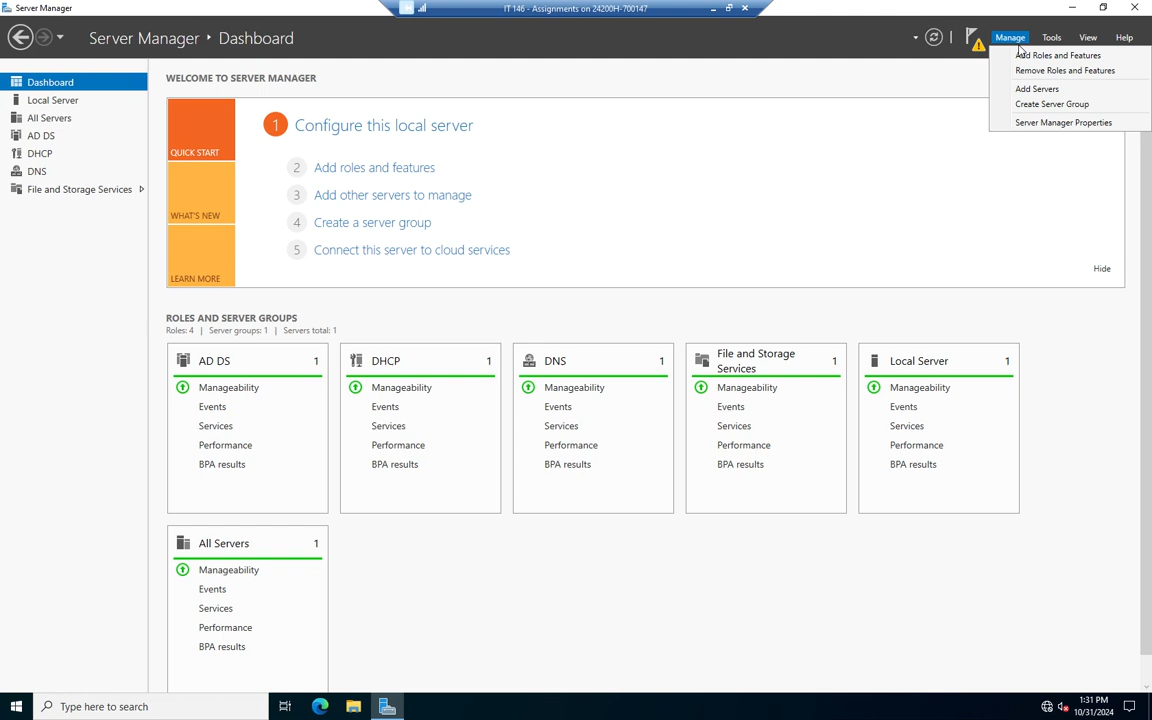 Server Manager
IT 146 - Assignments on 24200H-700147
Server Manager • Dashboard
Manage Tools View Help
Add Roles and Features
Remove Roles and Features
Add Servers
Create Server Group
Server Manager Properties
Dashboard
Local Server
All Servers
AD DS
DHCP
DNS
File and Storage Services
WELCOME TO SERVER MANAGER
QUICK START
WHAT'S NEW
LEARN MORE
1 Configure this local server
2 Add roles and features
3 Add other servers to manage
4 Create a server group
5 Connect this server to cloud services
Hide
ROLES AND SERVER GROUPS
Roles: 4 | Server groups: 1 | Servers total: 1
AD DS 1
Manageability
Events
Services
Performance
BPA results
DHCP 1
Manageability
Events
Services
Performance
BPA results
DNS 1
Manageability
Events
Services
Performance
BPA results
File and Storage
Services 1
Manageability
Events
Services
Performance
BPA results
Local Server 1
Manageability
Events
Services
Performance
BPA results
All Servers 1
Manageability
Events
Services
Performance
BPA results
Type here to search
1:31 PM
10/31/2024